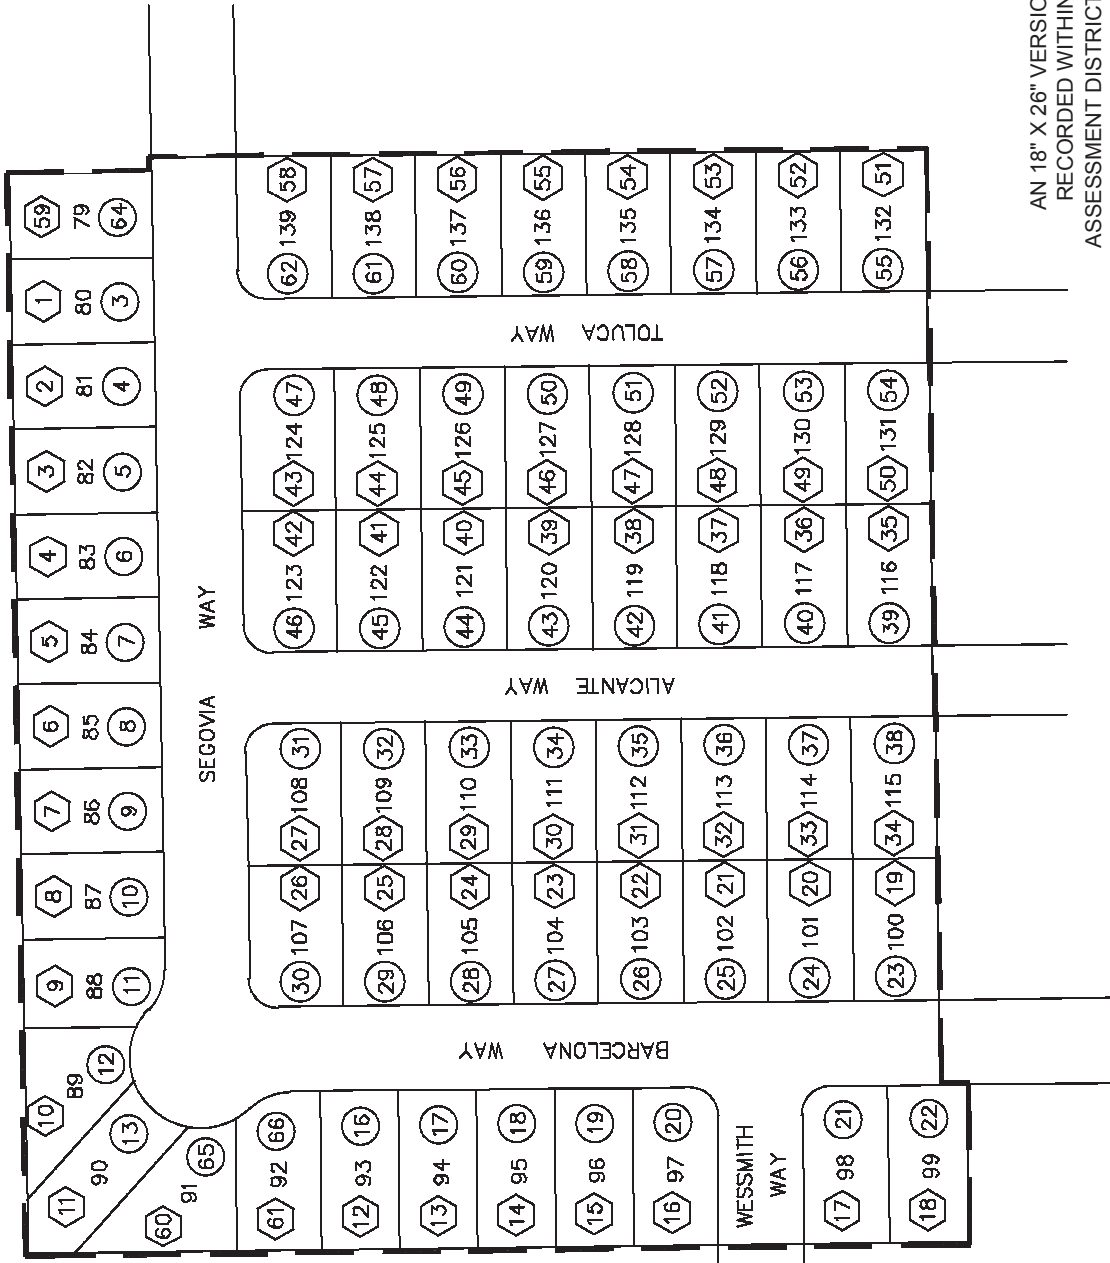 AN 18" X 26" VERSIO
RECORDED WITHIN
ASSESSMENT DISTRICT
59 79 64
1 80 3
2 81 4
3 82 5
4 83 6
5 84 7
6 85 8
7 86 9
8 87 10
9 88 11
10 89 12
11 90 13
60 91 65
61 92 66
12 93 16
13 94 17
14 95 18
15 96 19
16 97 20
WESSMITH
WAY
17 98 21
18 99 22
SEGOVIA WAY
62 139 58
61 138 57
60 137 56
59 136 55
58 135 54
57 134 53
56 133 52
55 132 51
TOLUCA WAY
43 124 47
44 125 48
45 126 49
46 127 50
47 128 51
48 129 52
49 130 53
50 131 54
46 123 42
45 122 41
44 121 40
43 120 39
42 119 38
41 118 37
40 117 36
39 116 35
ALICANTE WAY
27 108 31
28 109 32
29 110 33
30 111 34
31 112 35
32 113 36
33 114 37
34 115 38
30 107 26
29 106 25
28 105 24
27 104 23
26 103 22
25 102 21
24 101 20
23 100 19
BARCELONA WAY